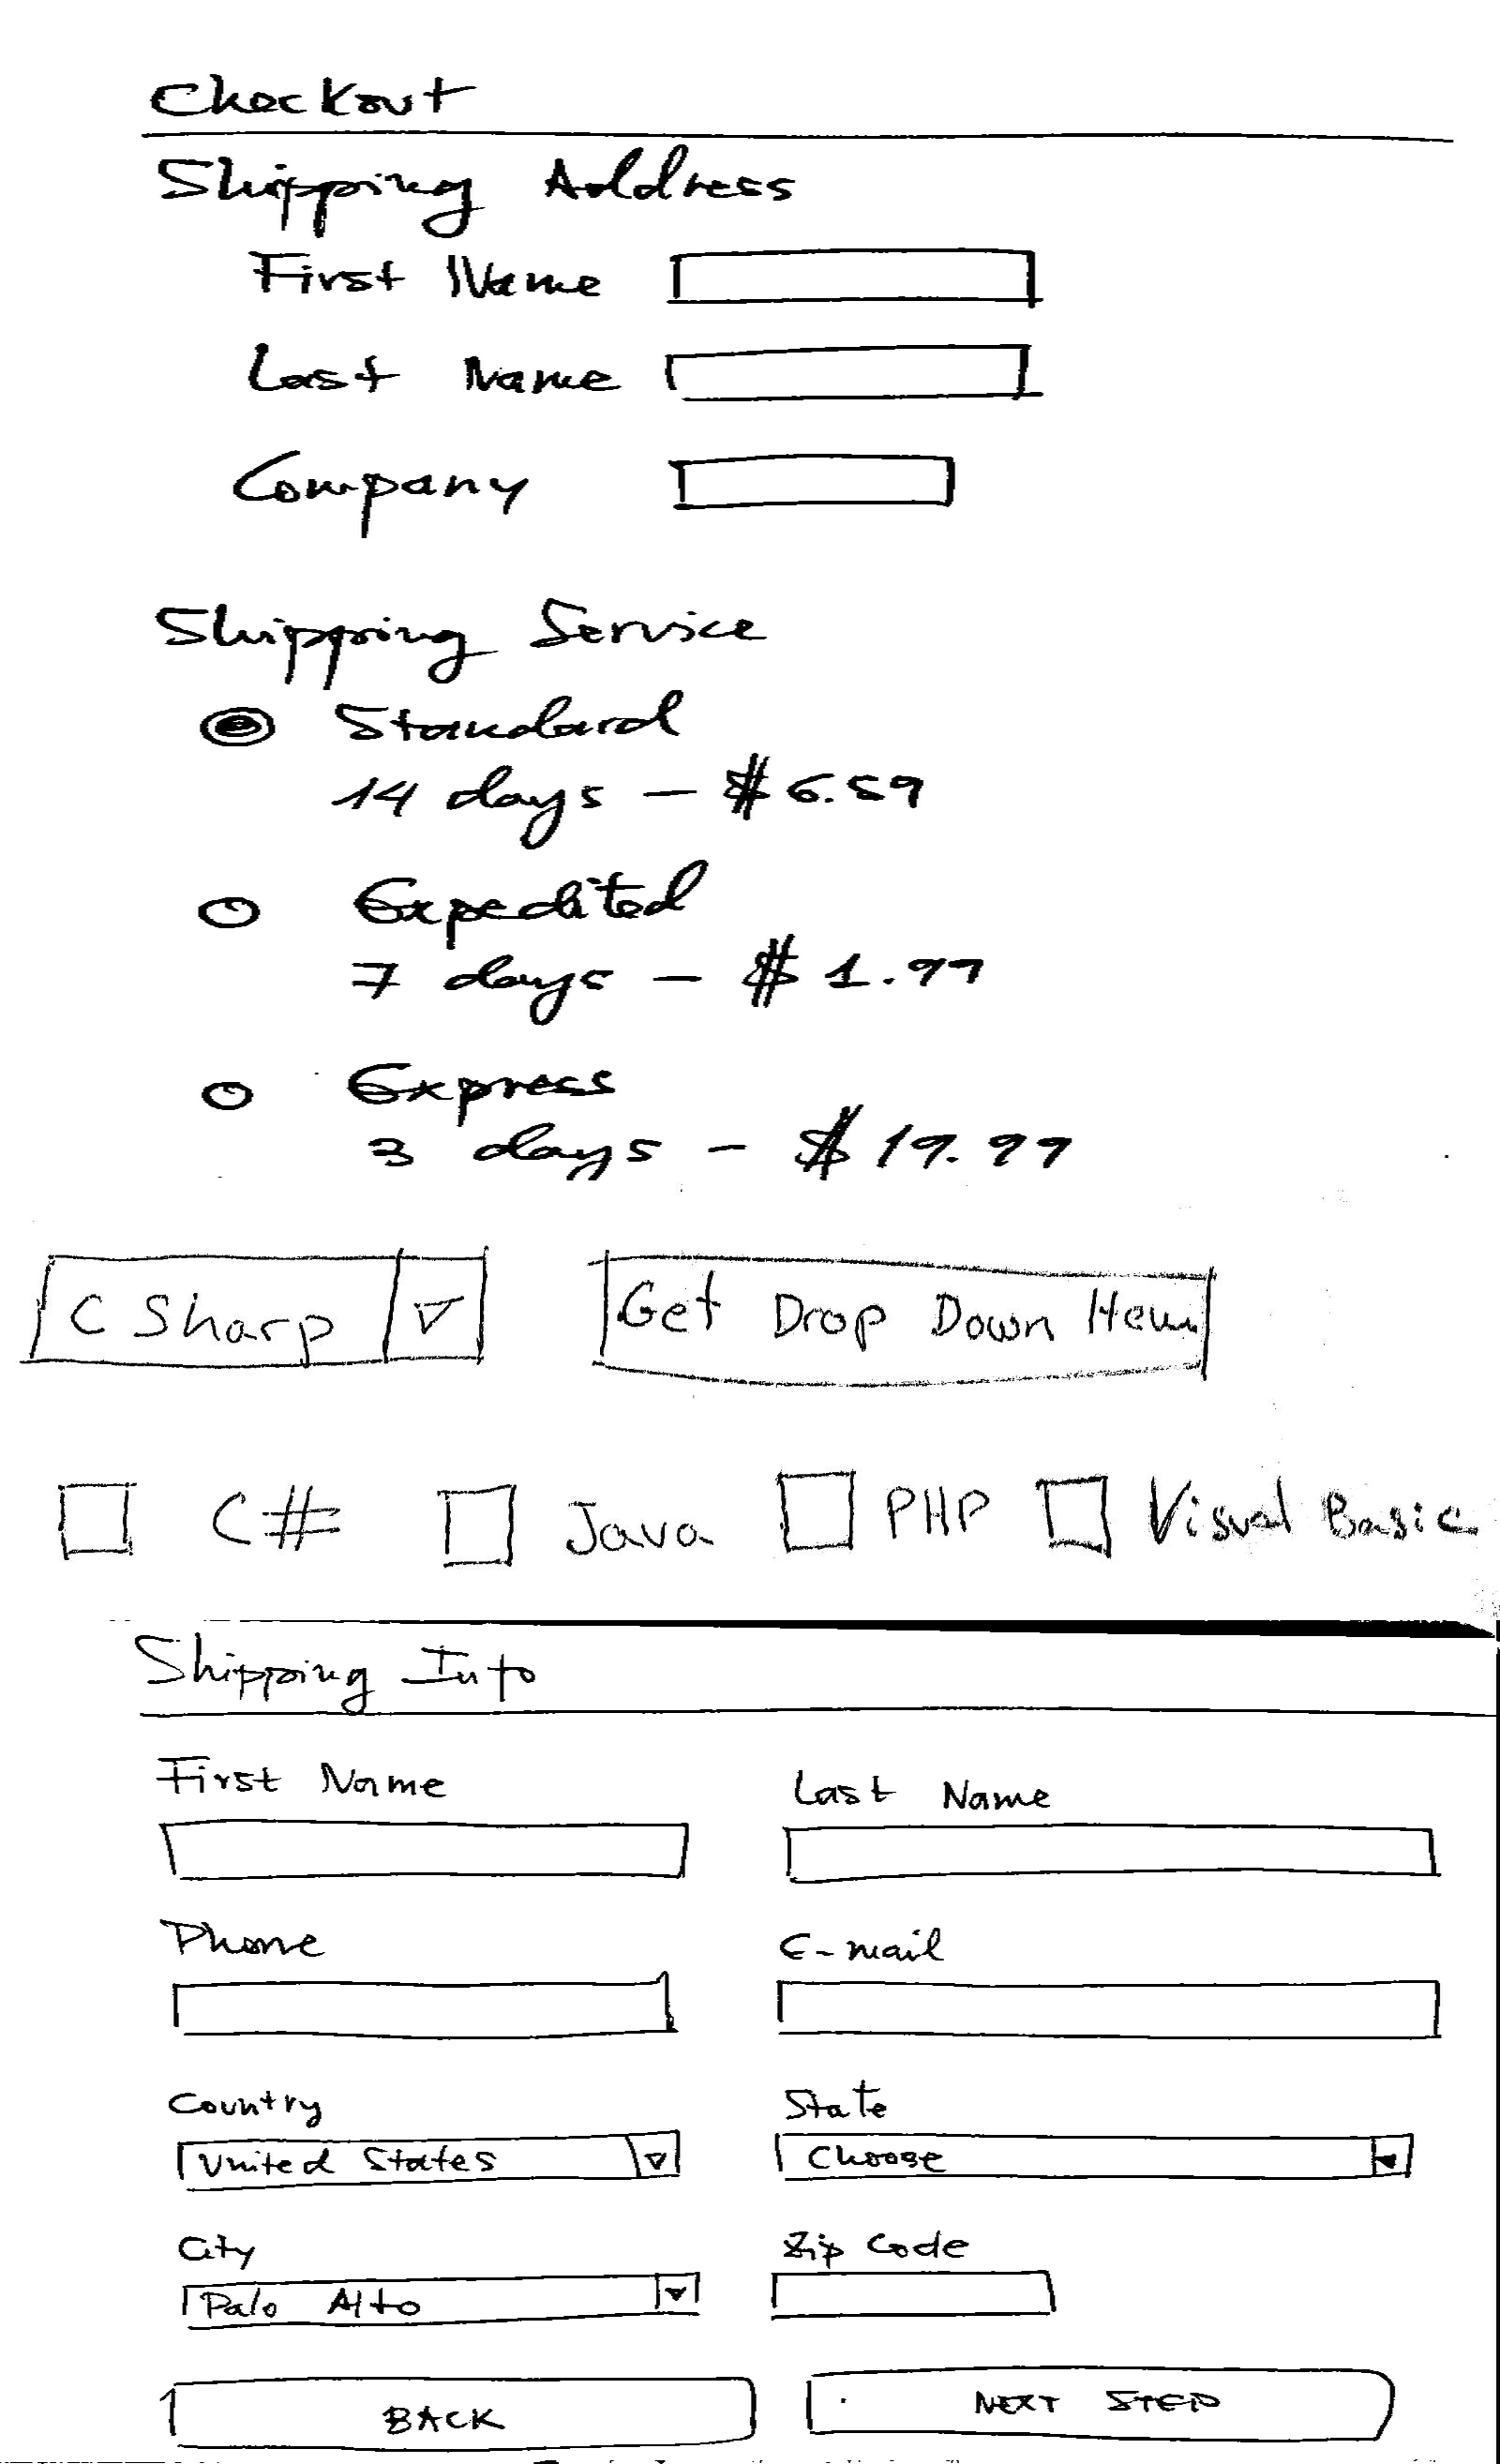 Checkout
Shipping Address
First Name
Last Name
Company
Shipping Service
Standard
14 days - $6.59
Expedited
7 days - $1.99
Express
3 days - $19.99
C Sharp
Get Drop Down Item
C# Java PHP Visual Basic
Shipping Info
First Name Last Name
Phone E-mail
Country State
United States Choose
City Zip Code
Palo Alto
BACK NEXT STEP